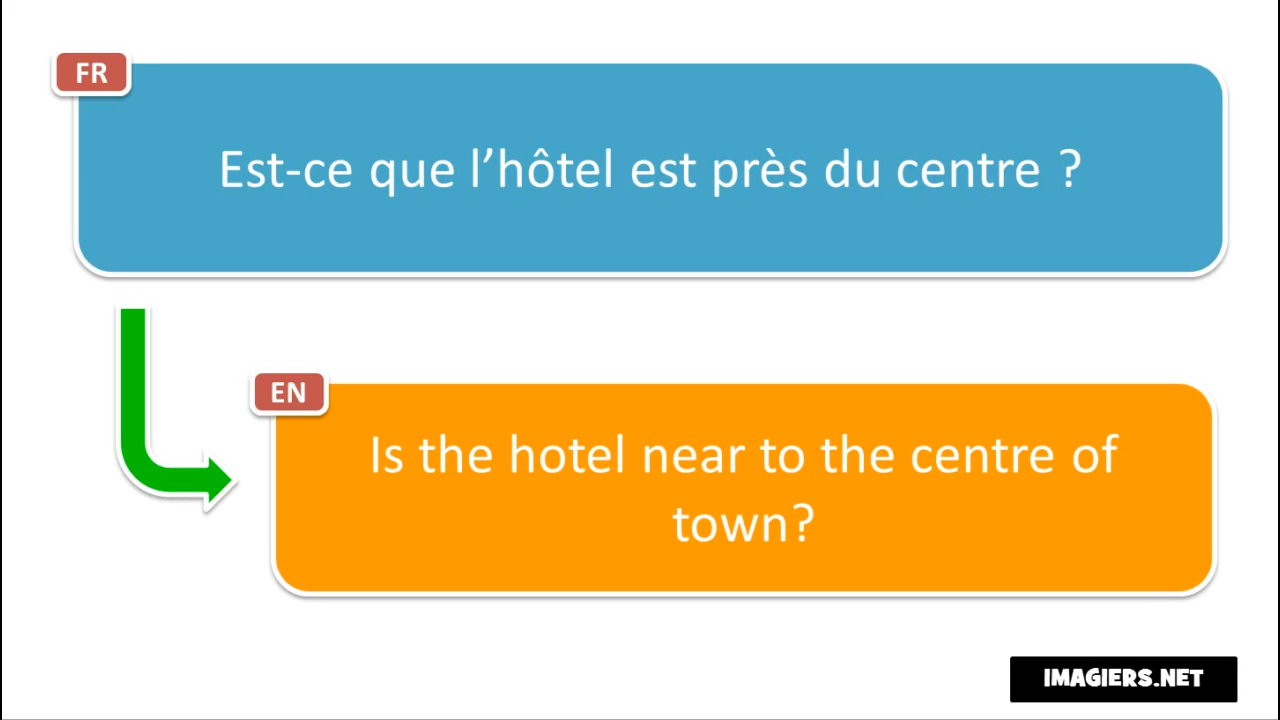 FR
Est-ce que l’hôtel est près du centre ?
EN
Is the hotel near to the centre of
town?
IMAGIERS.NET